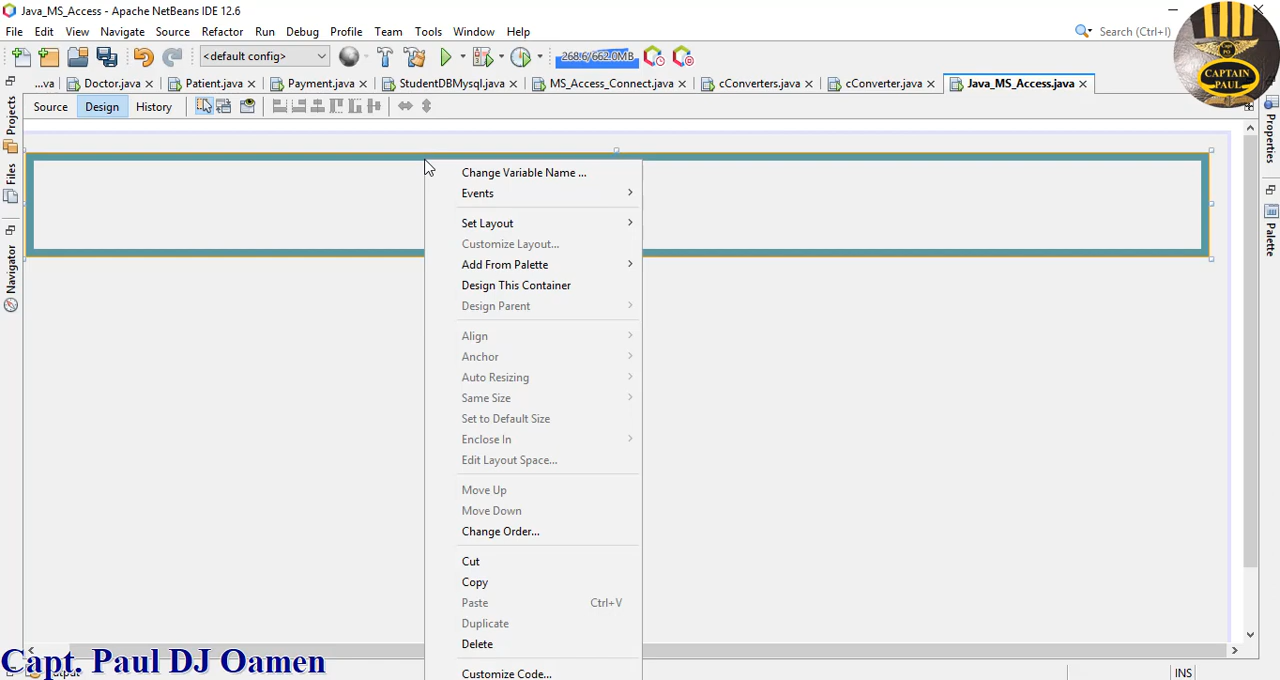 Java_MS_Access - Apache NetBeans IDE 12.6
File Edit View Navigate Source Refactor Run Debug Profile Team Tools Window Help
Search (Ctrl+I)
<default config>
268.6/662.0MB
...va Doctor.java Patient.java Payment.java StudentDBMysql.java MS_Access_Connect.java cConverters.java cConverter.java Java_MS_Access.java
CAPTAIN
PAUL
Source Design History
Projects
Files
Navigator
Properties
Palette
Change Variable Name ...
Events
Set Layout
Customize Layout...
Add From Palette
Design This Container
Design Parent
Align
Anchor
Auto Resizing
Same Size
Set to Default Size
Enclose In
Edit Layout Space...
Move Up
Move Down
Change Order...
Cut
Copy
Paste Ctrl+V
Duplicate
Delete
Customize Code...
Capt. Paul DJ Oamen
INS